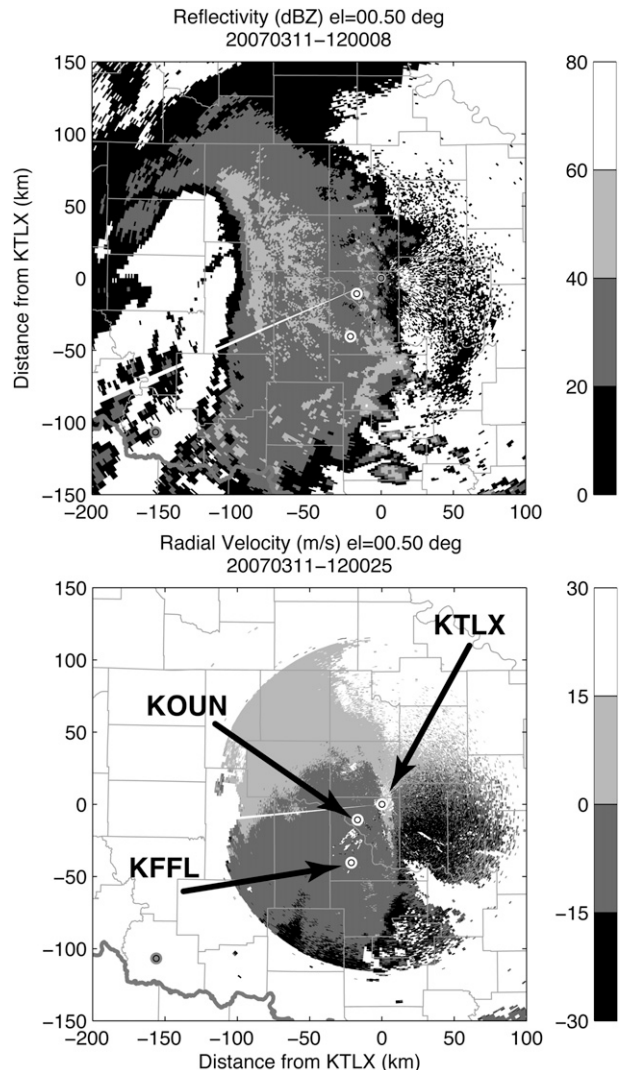 Reflectivity (dBZ) el=00.50 deg
20070311−120008
150
100
50
0
−50
−100
−150
Distance from KTLX (km)
−200 −150 −100 −50 0 50 100
80
60
40
20
0
Radial Velocity (m/s) el=00.50 deg
20070311−120025
150
100
50
0
−50
−100
−150
KTLX
KOUN
KFFL
−200 −150 −100 −50 0 50 100
Distance from KTLX (km)
30
15
0
−15
−30